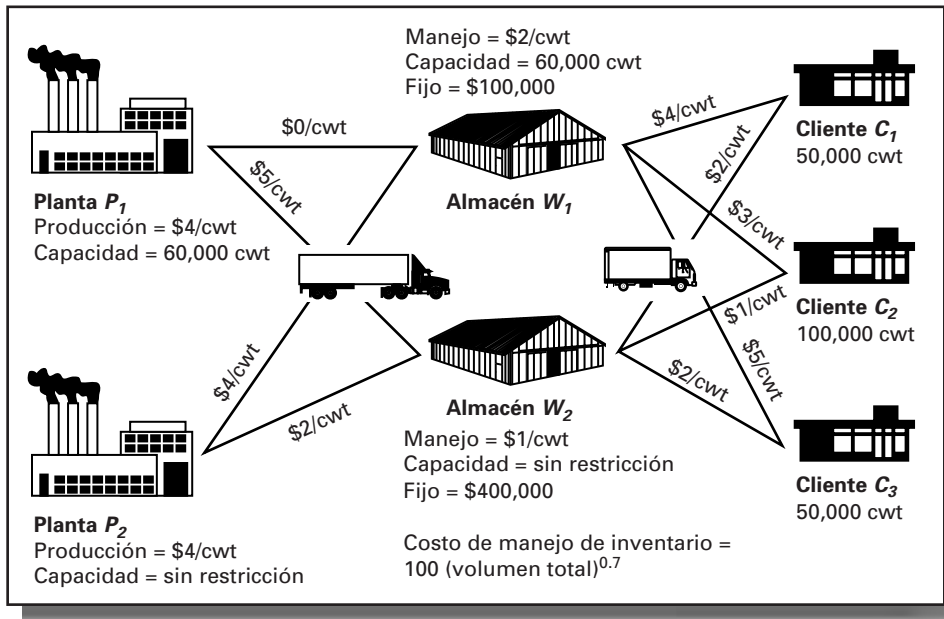 Manejo = $2/cwt
Capacidad = 60,000 cwt
Fijo = $100,000
$0/cwt
$5/cwt
Planta P1
Producción = $4/cwt
Capacidad = 60,000 cwt
Almacén W1
$4/cwt
$2/cwt
Cliente C1
50,000 cwt
$3/cwt
$1/cwt
Cliente C2
100,000 cwt
$4/cwt
$2/cwt
Almacén W2
Manejo = $1/cwt
Capacidad = sin restricción
Fijo = $400,000
$2/cwt
$5/cwt
Cliente C3
50,000 cwt
Planta P2
Producción = $4/cwt
Capacidad = sin restricción
Costo de manejo de inventario =
100 (volumen total)^0.7